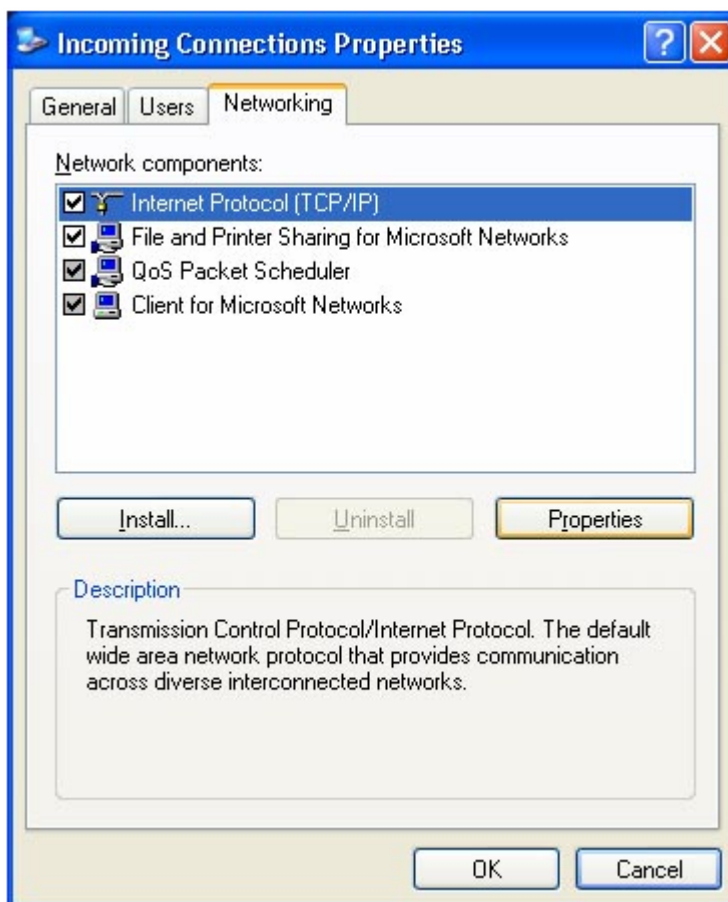 Incoming Connections Properties
General Users Networking
Network components:
Internet Protocol (TCP/IP)
File and Printer Sharing for Microsoft Networks
QoS Packet Scheduler
Client for Microsoft Networks
Install... Uninstall Properties
Description
Transmission Control Protocol/Internet Protocol. The default
wide area network protocol that provides communication
across diverse interconnected networks.
OK Cancel